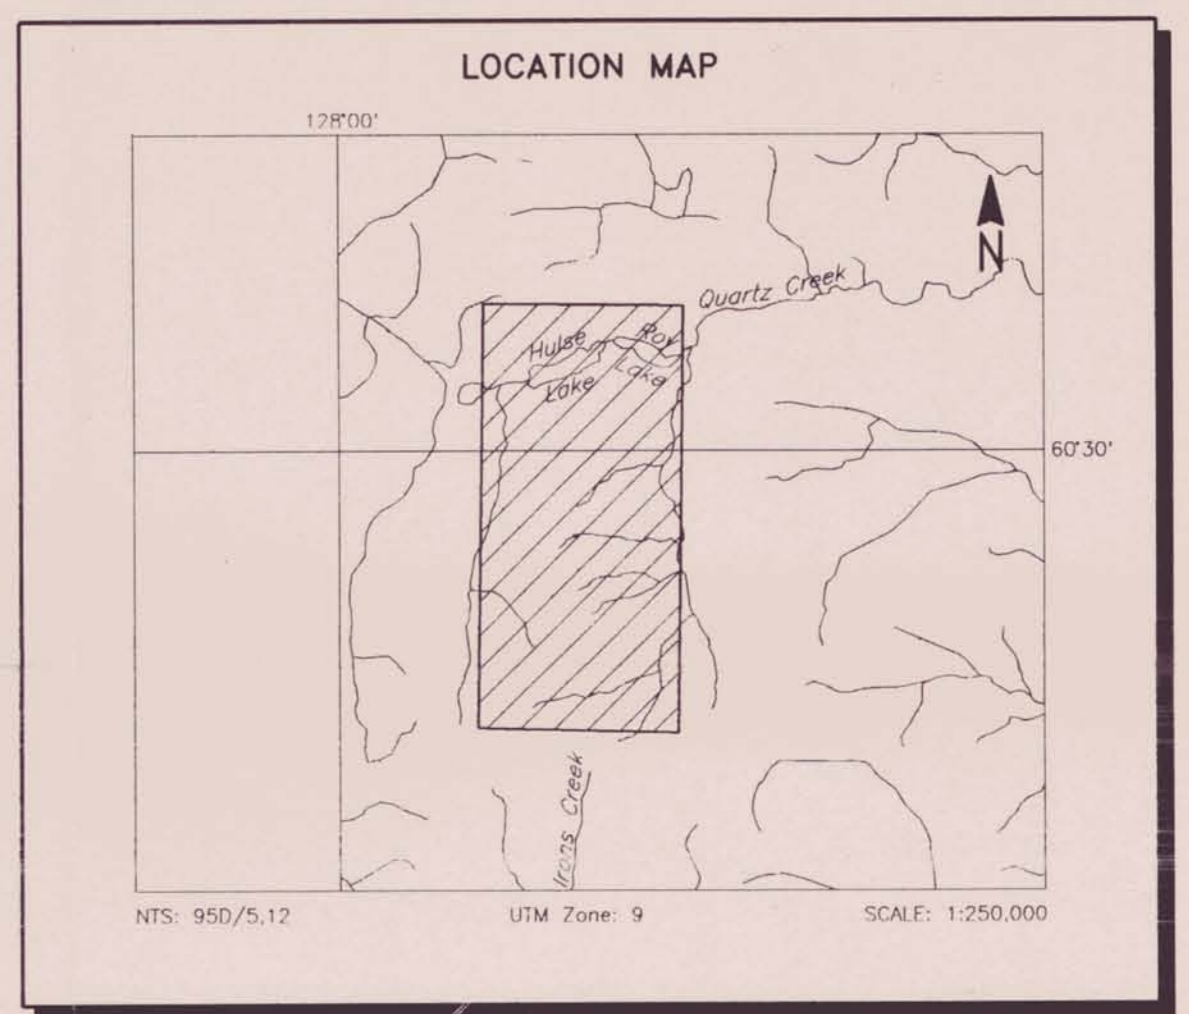 LOCATION MAP
128°00'
N
Quartz Creek
Hulse
Lake
Roy
Lake
60°30'
Irons Creek
NTS: 95D/5,12
UTM Zone: 9
SCALE: 1:250,000